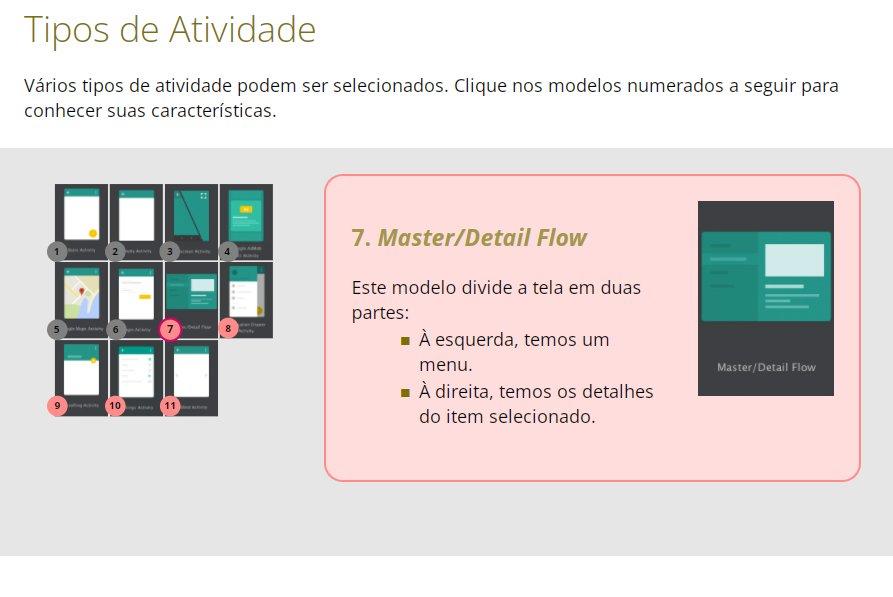 Tipos de Atividade
Vários tipos de atividade podem ser selecionados. Clique nos modelos numerados a seguir para
conhecer suas características.
1
2
3
4
5
6
7
8
9
10
11
7. Master/Detail Flow
Este modelo divide a tela em duas
partes:
À esquerda, temos um
menu.
À direita, temos os detalhes
do item selecionado.
Master/Detail Flow